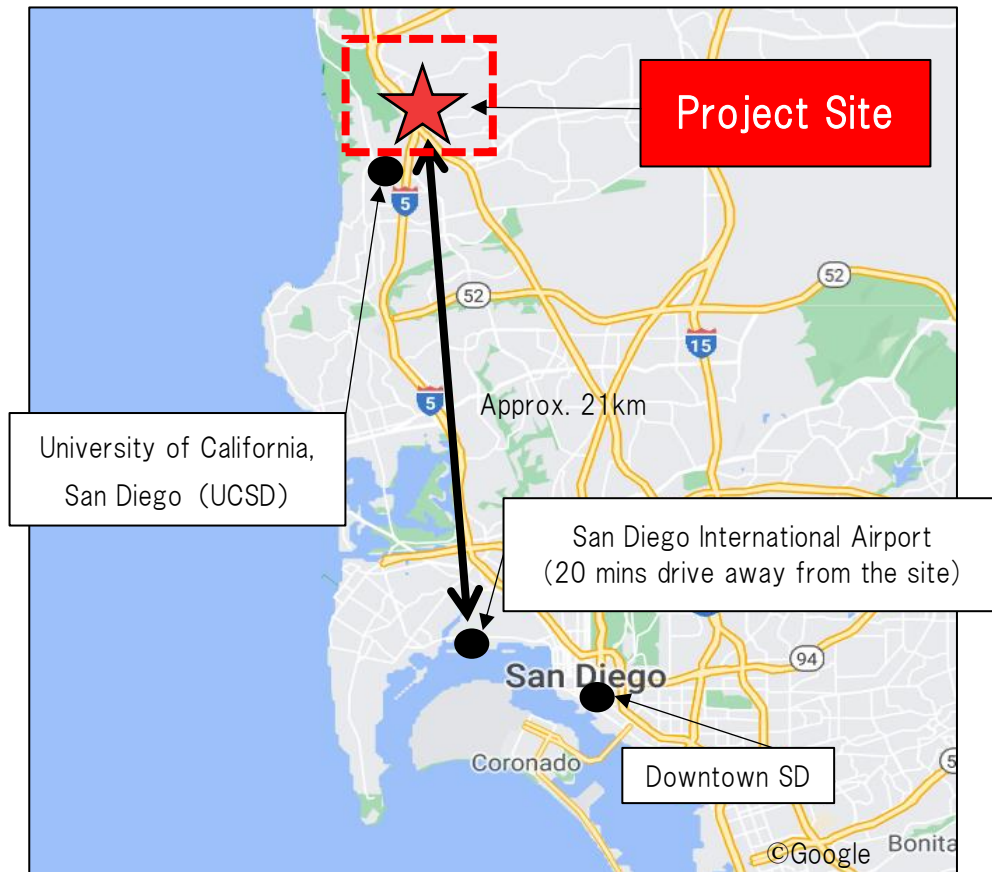 Project Site
5
52
52
15
5
Approx. 21km
University of California,
San Diego (UCSD)
San Diego International Airport
(20 mins drive away from the site)
94
San Diego
Coronado
Downtown SD
©Google
Bonita